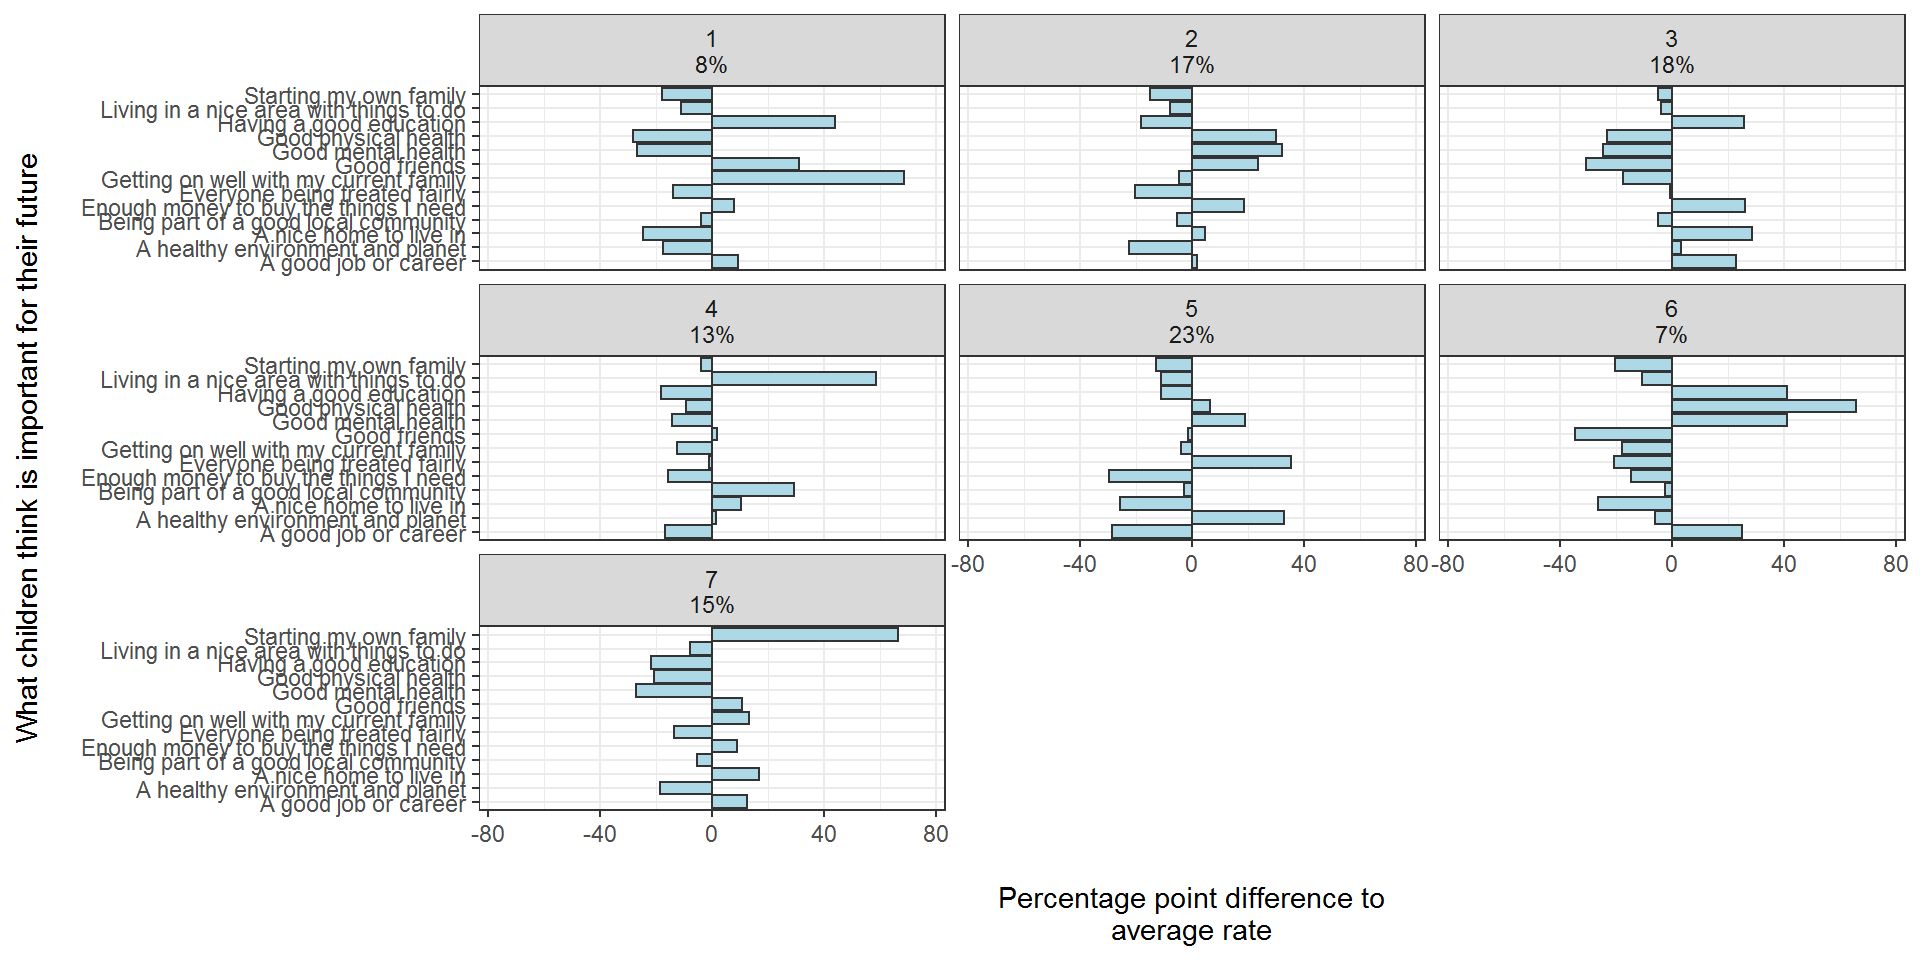 What children think is important for their future
1
8%
2
17%
3
18%
Starting my own family
Living in a nice area with things to do
Having a good education
Good physical health
Good mental health
Good friends
Getting on well with my current family
Everyone being treated fairly
Enough money to buy the things I need
Being part of a good local community
A nice home to live in
A healthy environment and planet
A good job or career
4
13%
5
23%
6
7%
Starting my own family
Living in a nice area with things to do
Having a good education
Good physical health
Good mental health
Good friends
Getting on well with my current family
Everyone being treated fairly
Enough money to buy the things I need
Being part of a good local community
A nice home to live in
A healthy environment and planet
A good job or career
-80 -40 0 40 80
-80 -40 0 40 80
7
15%
Starting my own family
Living in a nice area with things to do
Having a good education
Good physical health
Good mental health
Good friends
Getting on well with my current family
Everyone being treated fairly
Enough money to buy the things I need
Being part of a good local community
A nice home to live in
A healthy environment and planet
A good job or career
-80 -40 0 40 80
Percentage point difference to
average rate